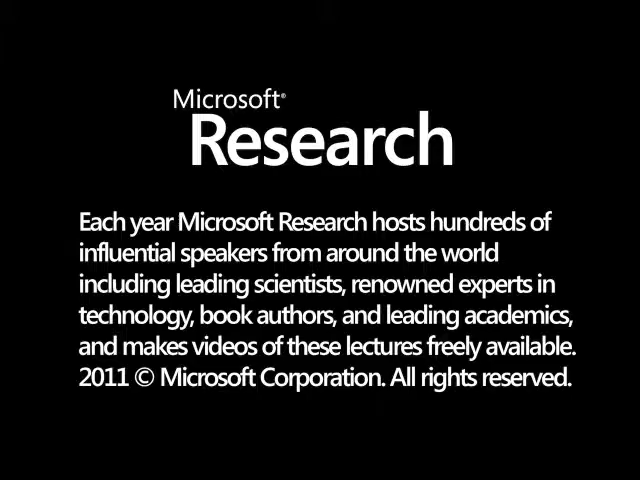 Microsoft®
Research
Each year Microsoft Research hosts hundreds of
influential speakers from around the world
including leading scientists, renowned experts in
technology, book authors, and leading academics,
and makes videos of these lectures freely available.
2011 © Microsoft Corporation. All rights reserved.